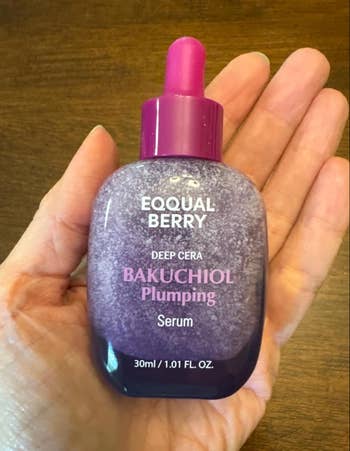 EQQUAL
BERRY
DEEP CERA
BAKUCHIOL
Plumping
Serum
30ml / 1.01 FL. OZ.